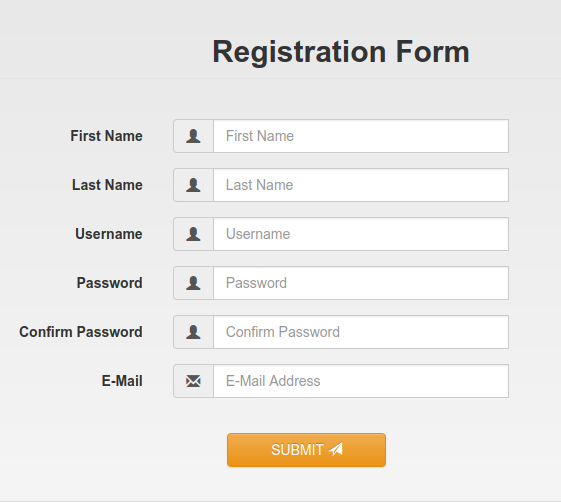 Registration Form
First Name First Name
Last Name Last Name
Username Username
Password Password
Confirm Password Confirm Password
E-Mail E-Mail Address
SUBMIT